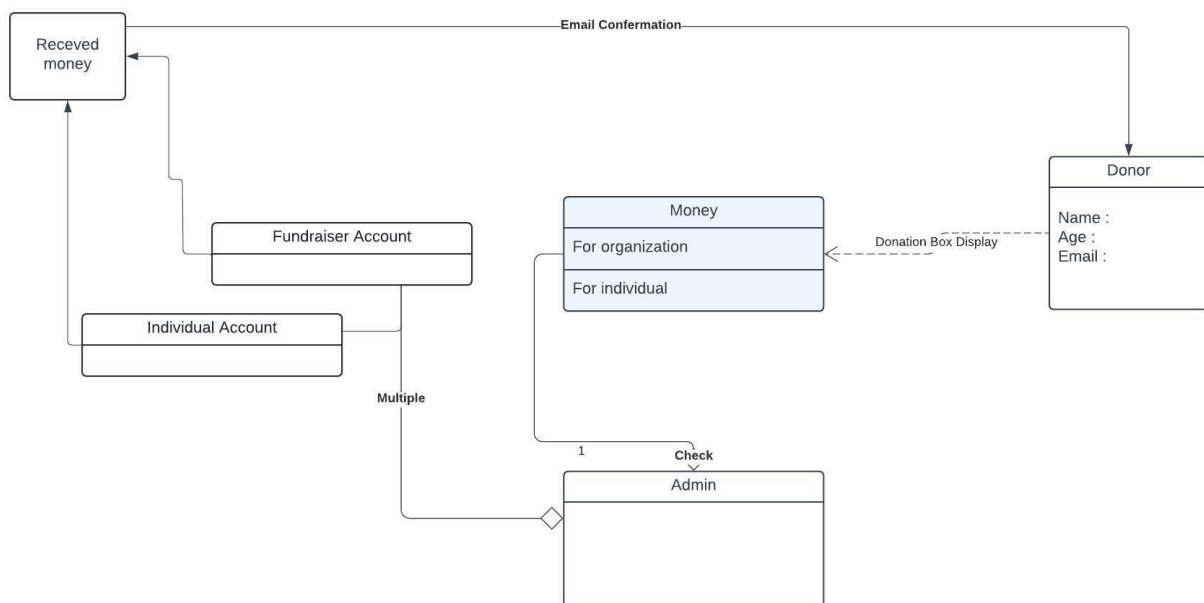 Email Confermation
Receved
money
Donor
Name :
Age :
Email :
Money
For organization
For individual
Donation Box Display
Fundraiser Account
Individual Account
Multiple
1
Check
Admin